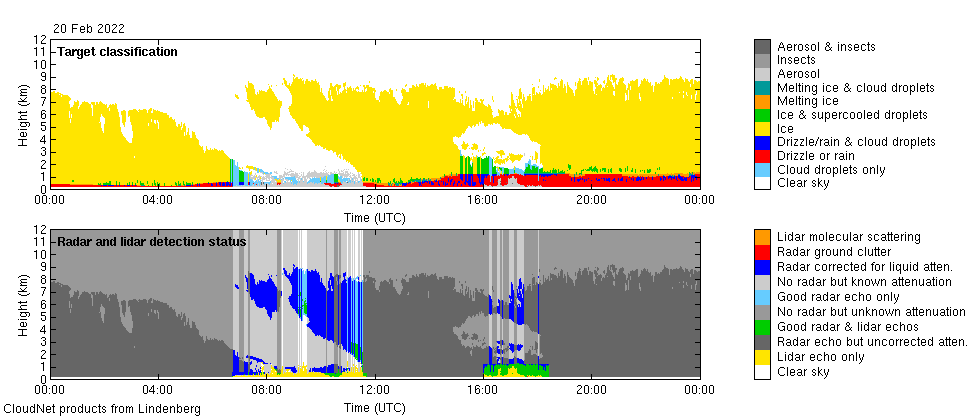 20 Feb 2022
Target classification
Height (km)
12
11
10
9
8
7
6
5
4
3
2
1
0
00:00 04:00 08:00 12:00 16:00 20:00 00:00
Time (UTC)
Aerosol & insects
Insects
Aerosol
Melting ice & cloud droplets
Melting ice
Ice & supercooled droplets
Ice
Drizzle/rain & cloud droplets
Drizzle or rain
Cloud droplets only
Clear sky
Radar and lidar detection status
Height (km)
12
11
10
9
8
7
6
5
4
3
2
1
0
00:00 04:00 08:00 12:00 16:00 20:00 00:00
Time (UTC)
Lidar molecular scattering
Radar ground clutter
Radar corrected for liquid atten.
No radar but known attenuation
Good radar echo only
No radar but unknown attenuation
Good radar & lidar echos
Radar echo but uncorrected atten.
Lidar echo only
Clear sky
CloudNet products from Lindenberg